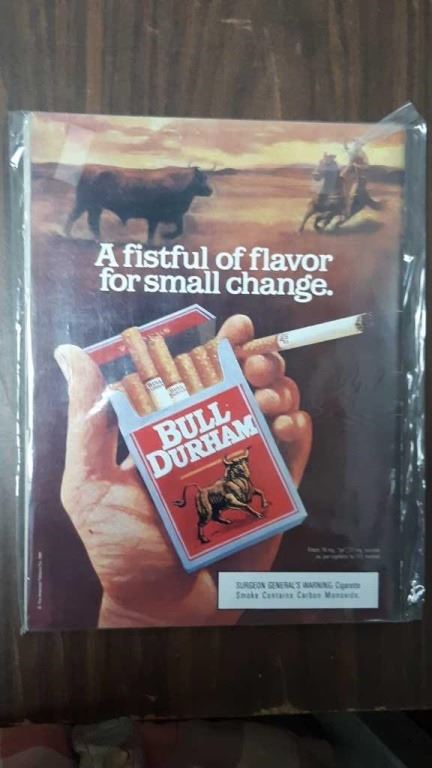 A fistful of flavor
for small change.
BULL
DURHAM
SURGEON GENERAL'S WARNING: Cigarette
Smoke Contains Carbon Monoxide.